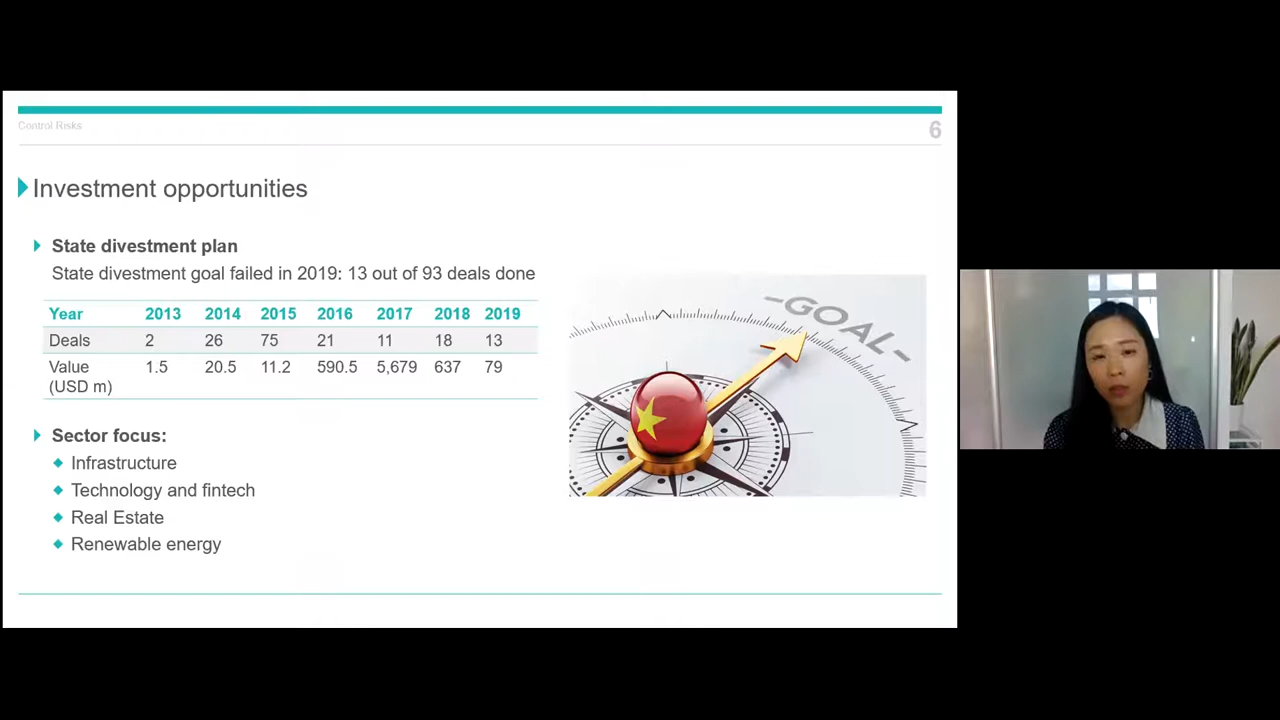 Control Risks
6
Investment opportunities
State divestment plan
State divestment goal failed in 2019: 13 out of 93 deals done
Year 2013 2014 2015 2016 2017 2018 2019
Deals 2 26 75 21 11 18 13
Value 1.5 20.5 11.2 590.5 5,679 637 79
(USD m)
-GOAL-
Sector focus:
Infrastructure
Technology and fintech
Real Estate
Renewable energy